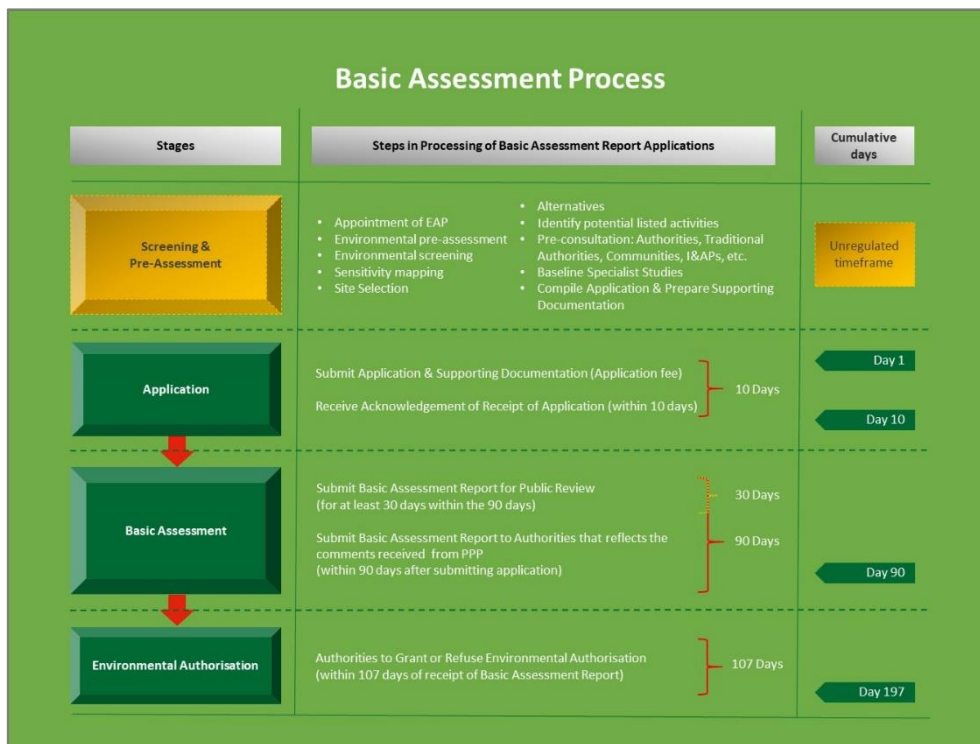 Basic Assessment Process
Stages
Steps in Processing of Basic Assessment Report Applications
Cumulative
days
Screening &
Pre-Assessment
• Appointment of EAP
• Environmental pre-assessment
• Environmental screening
• Sensitivity mapping
• Site Selection
• Alternatives
• Identify potential listed activities
• Pre-consultation: Authorities, Traditional
Authorities, Communities, I&APs, etc.
• Baseline Specialist Studies
• Compile Application & Prepare Supporting
Documentation
Unregulated
timeframe
Application
Submit Application & Supporting Documentation (Application fee)
Receive Acknowledgement of Receipt of Application (within 10 days)
10 Days
Day 1
Day 10
Basic Assessment
Submit Basic Assessment Report for Public Review
(for at least 30 days within the 90 days)
30 Days
Submit Basic Assessment Report to Authorities that reflects the
comments received from PPP
(within 90 days after submitting application)
90 Days
Day 90
Environmental Authorisation
Authorities to Grant or Refuse Environmental Authorisation
(within 107 days of receipt of Basic Assessment Report)
107 Days
Day 197